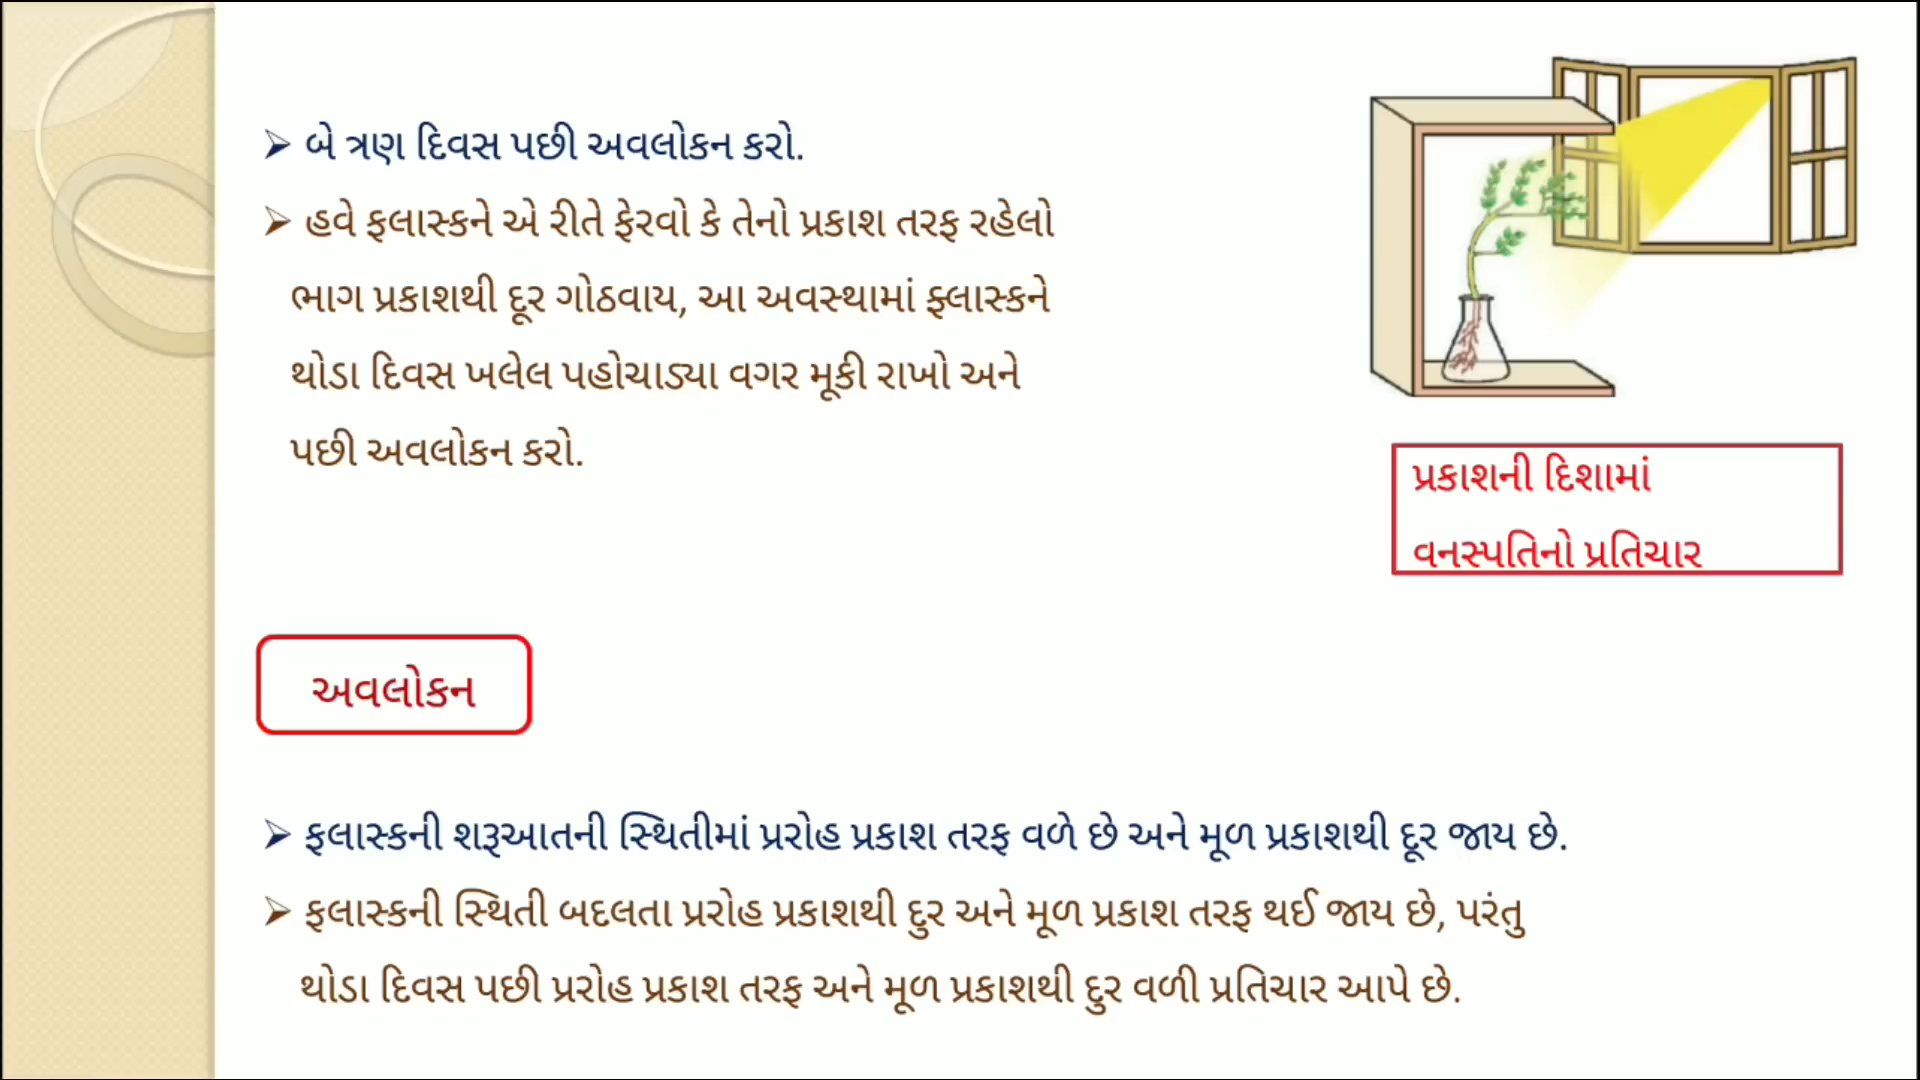 ➢ બે ત્રણ દિવસ પછી અવલોકન કરો.
➢ હવે ફલાસ્કને એ રીતે ફેરવો કે તેનો પ્રકાશ તરફ રહેલો
ભાગ પ્રકાશથી દૂર ગોઠવાય, આ અવસ્થામાં ફ્લાસ્કને
થોડા દિવસ ખલેલ પહોચાડ્યા વગર મૂકી રાખો અને
પછી અવલોકન કરો.
પ્રકાશની દિશામાં
વનસ્પતિનો પ્રતિચાર
અવલોકન
➢ ફલાસ્કની શરૂઆતની સ્થિતીમાં પ્રરોહ પ્રકાશ તરફ વળે છે અને મૂળ પ્રકાશથી દૂર જાય છે.
➢ ફલાસ્કની સ્થિતી બદલતા પ્રરોહ પ્રકાશથી દુર અને મૂળ પ્રકાશ તરફ થઈ જાય છે, પરંતુ
થોડા દિવસ પછી પ્રરોહ પ્રકાશ તરફ અને મૂળ પ્રકાશથી દુર વળી પ્રતિચાર આપે છે.